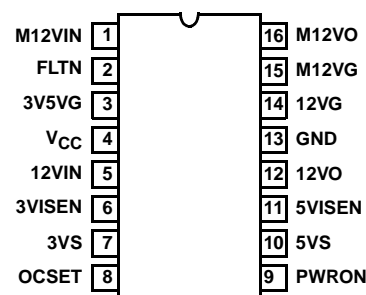 M12VIN 1 16 M12VO
FLTN 2 15 M12VG
3V5VG 3 14 12VG
VCC 4 13 GND
12VIN 5 12 12VO
3VISEN 6 11 5VISEN
3VS 7 10 5VS
OCSET 8 9 PWRON